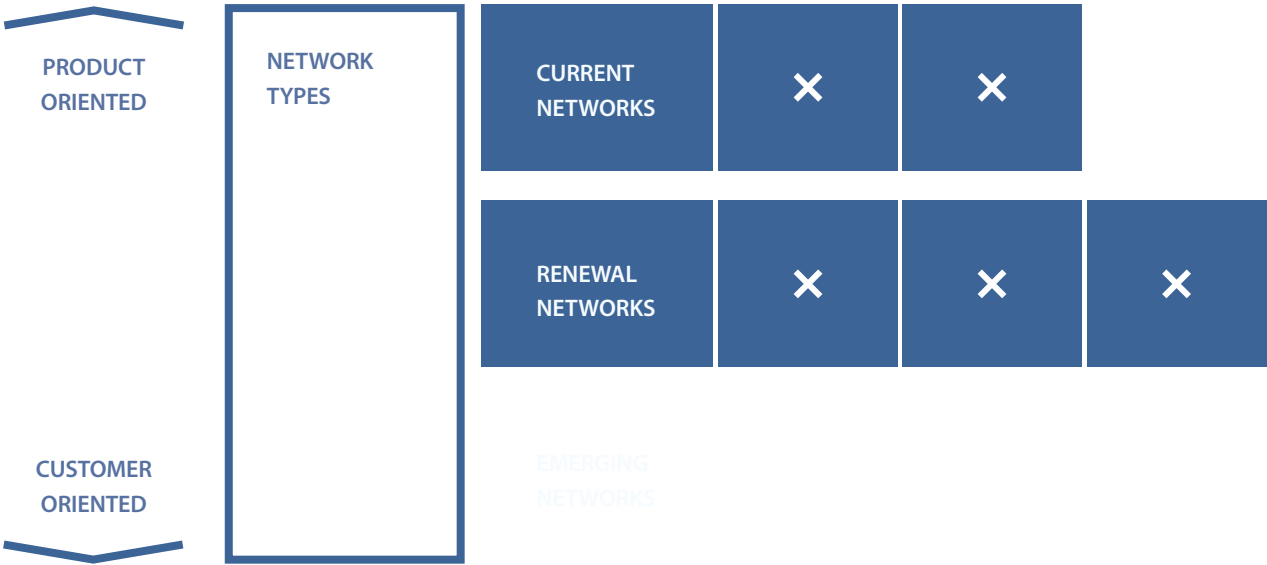 PRODUCT
ORIENTED
NETWORK
TYPES
CURRENT
NETWORKS
RENEWAL
NETWORKS
CUSTOMER
ORIENTED
EMERGING
NETWORKS